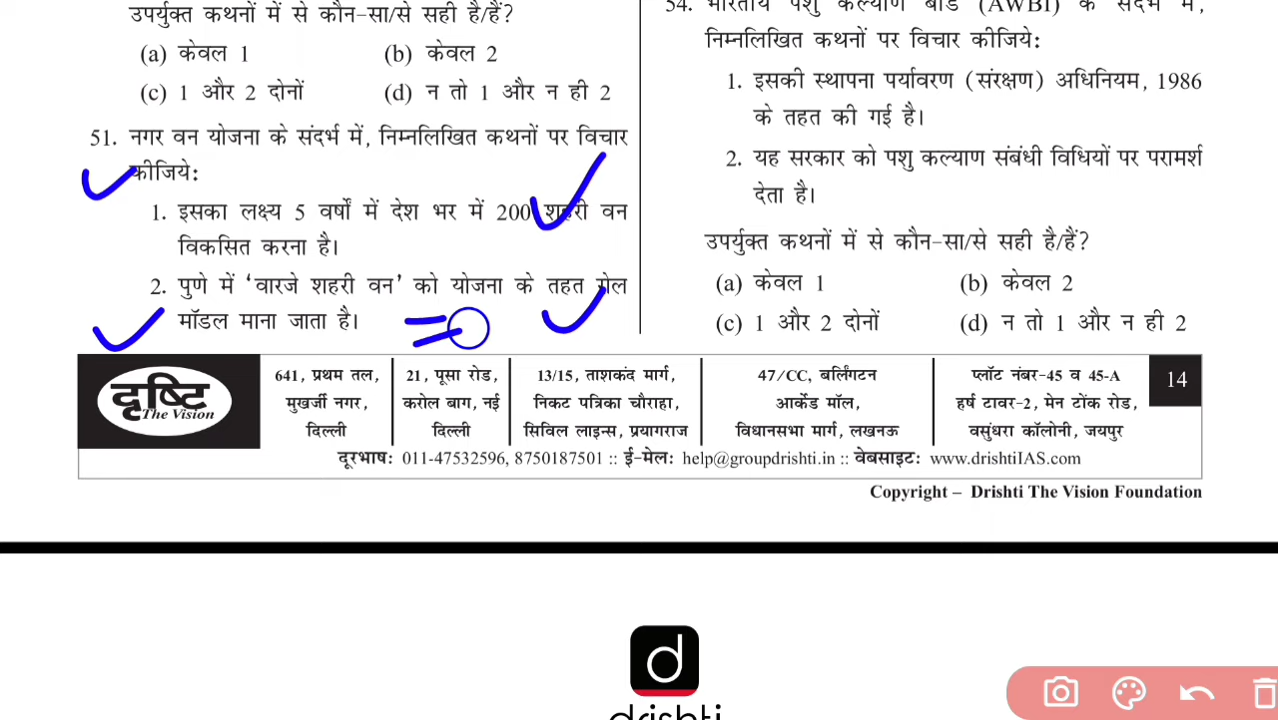 उपर्युक्त कथनों में से कौन-सा/से सही है/हैं?
(a) केवल 1 (b) केवल 2
(c) 1 और 2 दोनों (d) न तो 1 और न ही 2
51. नगर वन योजना के संदर्भ में, निम्नलिखित कथनों पर विचार
कीजिये:
1. इसका लक्ष्य 5 वर्षों में देश भर में 200 शहरी वन
विकसित करना है।
2. पुणे में 'वारजे शहरी वन' को योजना के तहत रोल
मॉडल माना जाता है।
54. भारतीय पशु कल्याण बोर्ड (AWBI) के संदर्भ में,
निम्नलिखित कथनों पर विचार कीजिये:
1. इसकी स्थापना पर्यावरण (संरक्षण) अधिनियम, 1986
के तहत की गई है।
2. यह सरकार को पशु कल्याण संबंधी विधियों पर परामर्श
देता है।
उपर्युक्त कथनों में से कौन-सा/से सही है/हैं?
(a) केवल 1 (b) केवल 2
(c) 1 और 2 दोनों (d) न तो 1 और न ही 2
दृष्टि
The Vision
641, प्रथम तल,
मुखर्जी नगर,
दिल्ली
21, पूसा रोड,
करोल बाग, नई
दिल्ली
13/15, ताशकंद मार्ग,
निकट पत्रिका चौराहा,
सिविल लाइन्स, प्रयागराज
47/CC, बर्लिंगटन
आर्केड मॉल,
विधानसभा मार्ग, लखनऊ
प्लॉट नंबर-45 व 45-A
हर्ष टावर-2, मेन टोंक रोड,
वसुंधरा कॉलोनी, जयपुर
14
दूरभाष: 011-47532596, 8750187501 :: ई-मेल: help@groupdrishti.in :: वेबसाइट: www.drishtiIAS.com
Copyright – Drishti The Vision Foundation
d
drishti